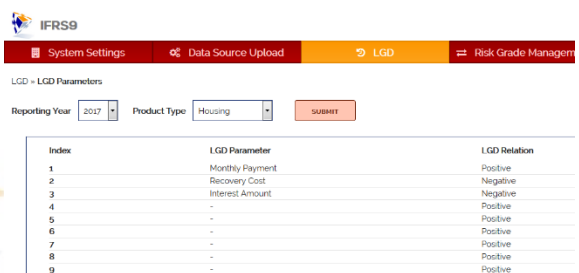 IFRS9
System Settings Data Source Upload LGD Risk Grade Managem
LGD » LGD Parameters
Reporting Year 2017 Product Type Housing SUBMIT
Index LGD Parameter LGD Relation
1 Monthly Payment Positive
2 Recovery Cost Negative
3 Interest Amount Negative
4 - Positive
5 - Positive
6 - Positive
7 - Positive
8 - Positive
9 - Positive